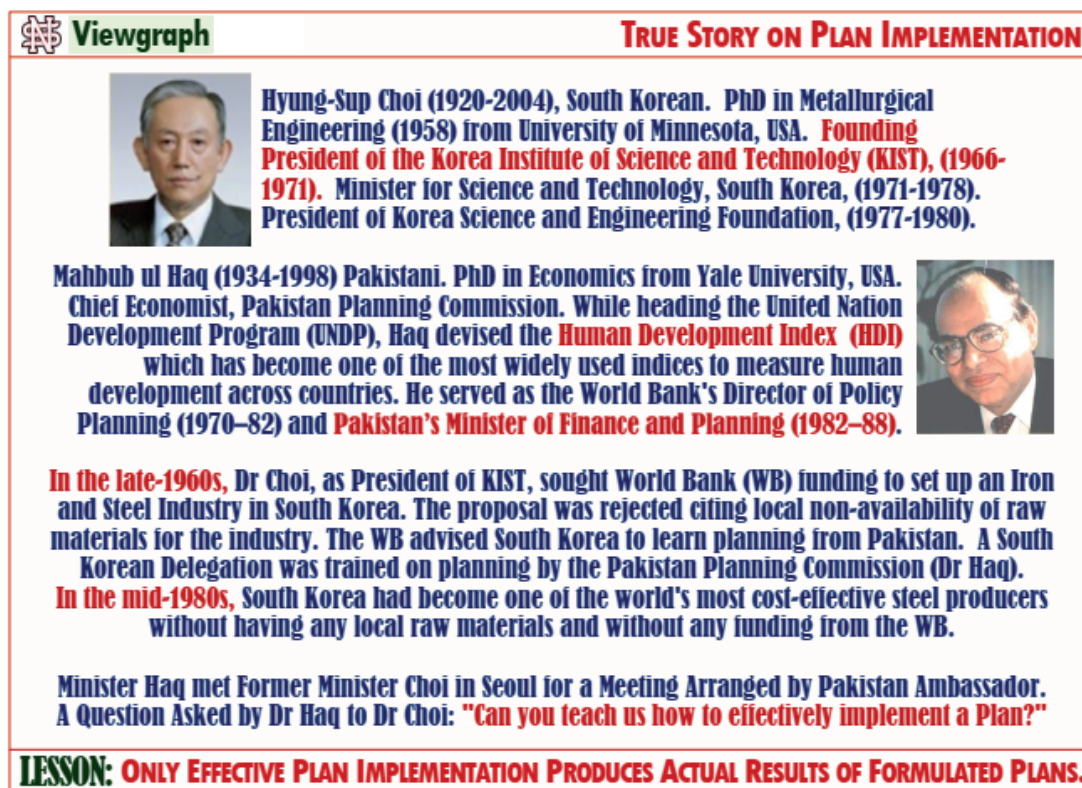 Viewgraph
TRUE STORY ON PLAN IMPLEMENTATION
Hyung-Sup Choi (1920-2004), South Korean. PhD in Metallurgical
Engineering (1958) from University of Minnesota, USA. Founding
President of the Korea Institute of Science and Technology (KIST), (1966-
1971). Minister for Science and Technology, South Korea, (1971-1978).
President of Korea Science and Engineering Foundation, (1977-1980).
Mahbub ul Haq (1934-1998) Pakistani. PhD in Economics from Yale University, USA.
Chief Economist, Pakistan Planning Commission. While heading the United Nation
Development Program (UNDP), Haq devised the Human Development Index (HDI)
which has become one of the most widely used indices to measure human
development across countries. He served as the World Bank's Director of Policy
Planning (1970–82) and Pakistan's Minister of Finance and Planning (1982–88).
In the late-1960s, Dr Choi, as President of KIST, sought World Bank (WB) funding to set up an Iron
and Steel Industry in South Korea. The proposal was rejected citing local non-availability of raw
materials for the industry. The WB advised South Korea to learn planning from Pakistan. A South
Korean Delegation was trained on planning by the Pakistan Planning Commission (Dr Haq).
In the mid-1980s, South Korea had become one of the world's most cost-effective steel producers
without having any local raw materials and without any funding from the WB.
Minister Haq met Former Minister Choi in Seoul for a Meeting Arranged by Pakistan Ambassador.
A Question Asked by Dr Haq to Dr Choi: "Can you teach us how to effectively implement a Plan?"
LESSON: ONLY EFFECTIVE PLAN IMPLEMENTATION PRODUCES ACTUAL RESULTS OF FORMULATED PLANS.